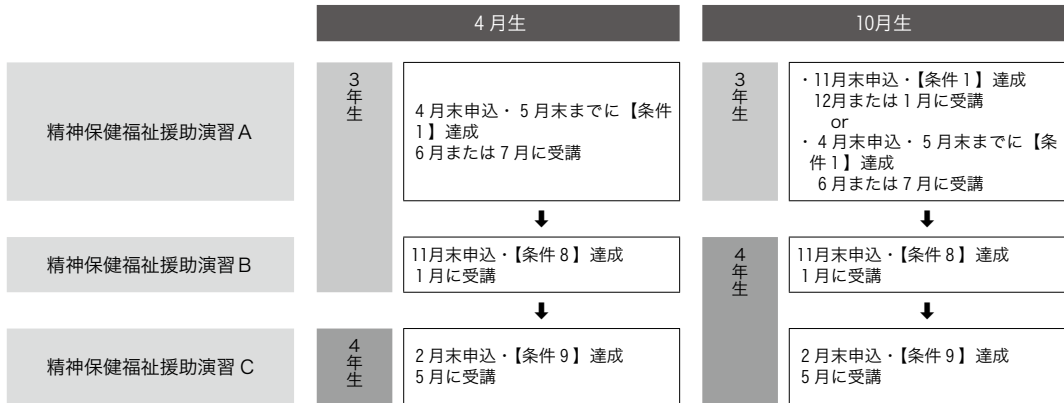 4月生
10月生
精神保健福祉援助演習A
3年生
4月末申込・5月末までに【条件
1】達成
6月または7月に受講
3年生
・11月末申込・【条件1】達成
12月または1月に受講
or
・4月末申込・5月末までに【条
件1】達成
6月または7月に受講
⬇
⬇
精神保健福祉援助演習B
11月末申込・【条件8】達成
1月に受講
4年生
11月末申込・【条件8】達成
1月に受講
⬇
⬇
精神保健福祉援助演習C
4年生
2月末申込・【条件9】達成
5月に受講
2月末申込・【条件9】達成
5月に受講